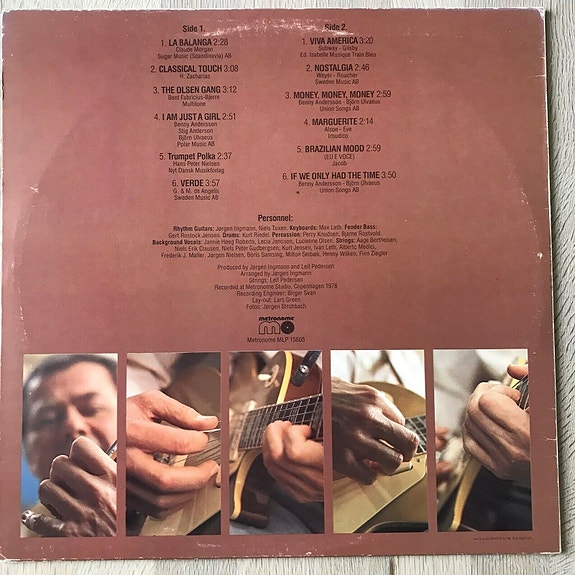 Side 1.
1. LA BALANGA 2:28
Claude Morgan
Sugar Music (Scandinavia) AB
2. CLASSICAL TOUCH 3:08
H. Zacharias
3. THE OLSEN GANG 3:12
Bent Fabricius-Bjerre
Multitone
4. I AM JUST A GIRL 2:51
Benny Andersson
Stig Anderson
Björn Ulvaeus
Polar Music AB
5. Trumpet Polka 2:37
Hans Peter Nielsen
Nyt Dansk Musikforlag
6. VERDE 3:57
G. & M. de Angelis
Sweden Music AB
Side 2.
1. VIVA AMERICA 3:20
Subway - Gilsby
Ed. Isabelle Musique Train Bleu
2. NOSTALGIA 2:46
Weyer - Roucher
Sweden Music AB
3. MONEY, MONEY, MONEY 2:59
Benny Andersson - Björn Ulvaeus
Union Songs AB
4. MARGUERITE 2:14
Alson - Eve
Imudico
5. BRAZILIAN MOOD 2:59
(EU E VOCE)
Jacob
6. IF WE ONLY HAD THE TIME 3:50
Benny Andersson - Björn Ulvaeus
Union Songs AB
Personnel:
Rhythm Guitars: Jørgen Ingmann, Niels Tuxen. Keyboards: Max Leth. Fender Bass:
Gert Rostock Jensen. Drums: Kurt Riedel. Percussion: Perry Knudsen, Bjarne Rostvold.
Background Vocals: Jannie Høeg Roberts, Lecia Jønsson, Lucienne Olsen. Strings: Aage Berthelsen,
Niels Erik Clausen, Niels Peter Gudbergsen, Kurt Jensen, Ivan Leth, Alberto Medici,
Frederik J. Møller, Jørgen Nielsen, Boris Samsing, Milton Seibæk, Henny Wilken, Finn Ziegler
Produced by Jørgen Ingmann and Leif Pedersen
Arranged by Jørgen Ingmann
Strings: Leif Pedersen
Recorded at Metronome Studio, Copenhagen 1978
Recording Engineer: Birger Svan
Lay-out: Lars Green
Fotos: Jørgen Strohbach
metronome
Metronome MLP 15605